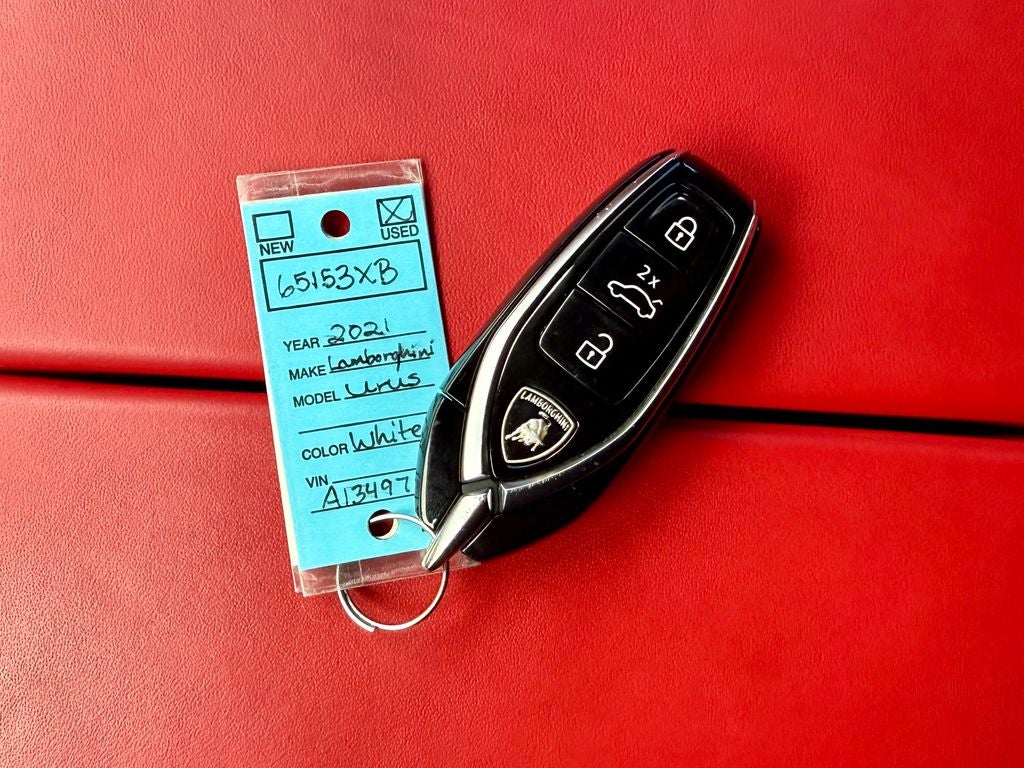 NEW
USED
65153XB
YEAR 2021
MAKE Lamborghini
MODEL Urus
COLOR White
VIN
A13497
2x
LAMBORGHINI